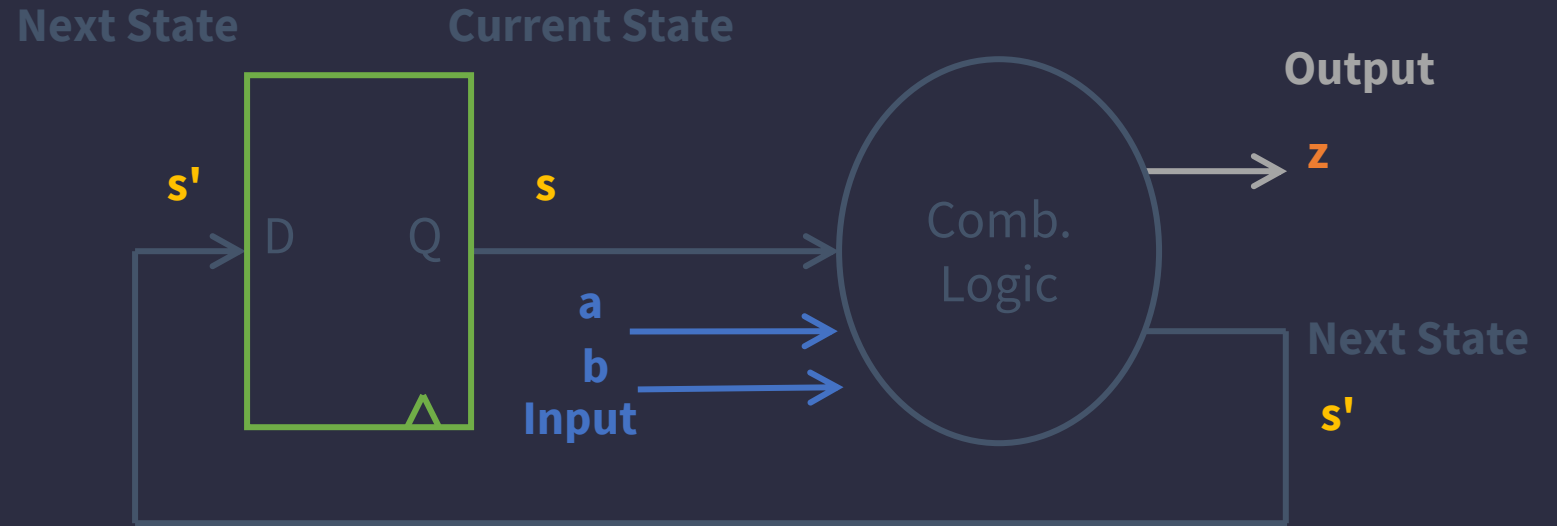 Next State
Current State
Output
z
s'
s
D
Q
Comb.
Logic
a
b
Input
Next State
s'